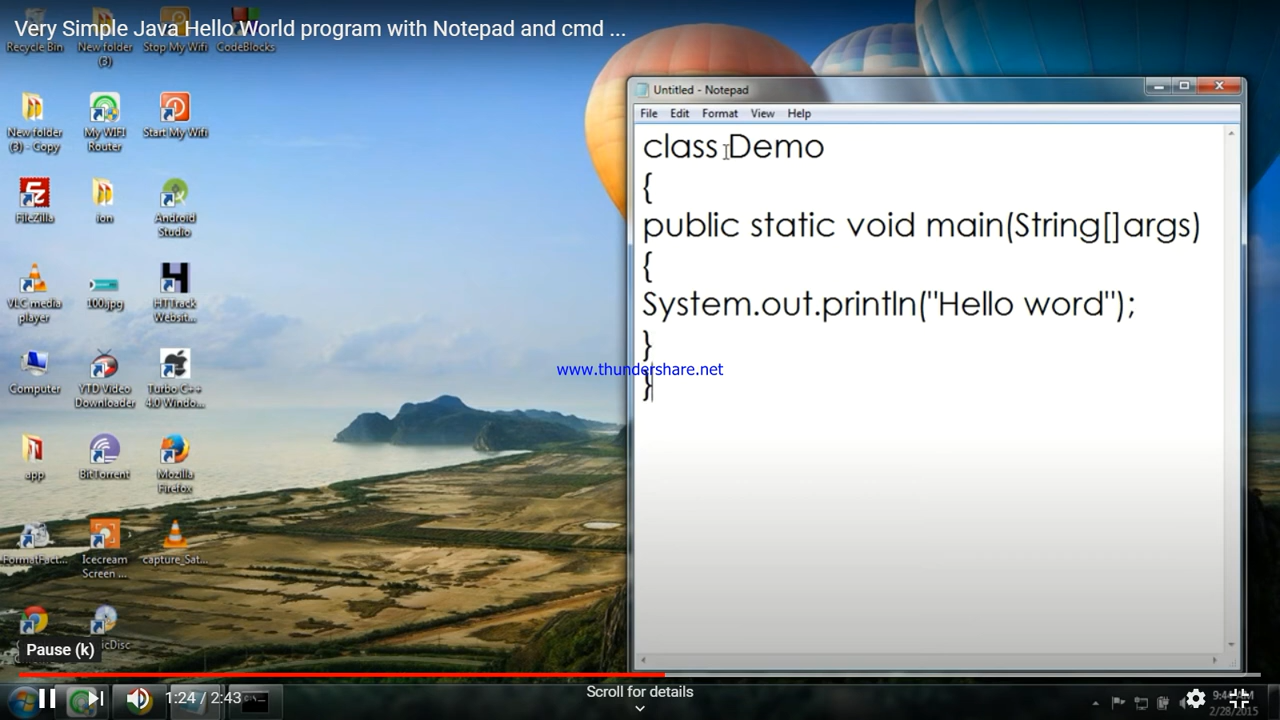 Very Simple Java Hello World program with Notepad and cmd ...
Recycle Bin
New folder (3)
Stop My Wifi
CodeBlocks
New folder (3) - Copy
My WIFI Router
Start My Wifi
FileZilla
ion
Android Studio
VLC media player
100.jpg
HTTrack Websit...
Computer
YTD Video Downloader
Turbo C++ 4.0 Windo...
app
BitTorrent
Mozilla Firefox
FormatFact...
Icecream Screen ...
capture_Sat...
Untitled - Notepad
File Edit Format View Help
class Demo
{
public static void main(String[]args)
{
System.out.println("Hello word");
}
}
www.thundershare.net
Pause (k)
1:24 / 2:43
Scroll for details
2/28/2015